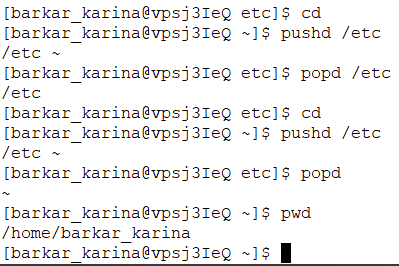 [barkar_karina@vpsj3IeQ etc]$ cd
[barkar_karina@vpsj3IeQ ~]$ pushd /etc
/etc ~
[barkar_karina@vpsj3IeQ etc]$ popd /etc
/etc
[barkar_karina@vpsj3IeQ etc]$ cd
[barkar_karina@vpsj3IeQ ~]$ pushd /etc
/etc ~
[barkar_karina@vpsj3IeQ etc]$ popd
~
[barkar_karina@vpsj3IeQ ~]$ pwd
/home/barkar_karina
[barkar_karina@vpsj3IeQ ~]$